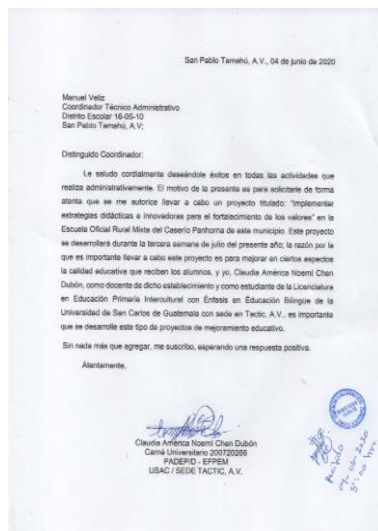 San Pablo Tamahú, A.V., 04 de junio de 2020
Manuel Veliz
Coordinador Técnico Administrativo
Distrito Escolar 16-05-10
San Pablo Tamahú, A.V;
Distinguido Coordinador:
Le saludo cordialmente deseándole éxitos en todas las actividades que
realiza administrativamente. El motivo de la presente es para solicitarle de forma
atenta que se me autorice llevar a cabo un proyecto titulado: "Implementar
estrategias didácticas e innovadoras para el fortalecimiento de los valores" en la
Escuela Oficial Rural Mixta del Caserío Panhorna de este municipio. Este proyecto
se desarrollará durante la tercera semana de julio del presente año; la razón por la
que es importante llevar a cabo este proyecto es para mejorar en ciertos aspectos
la calidad educativa que reciben los alumnos, y yo, Claudia América Noemí Chen
Dubón, como docente de dicho establecimiento y como estudiante de la Licenciatura
en Educación Primaria Intercultural con Énfasis en Educación Bilingüe de la
Universidad de San Carlos de Guatemala con sede en Tactic, A.V., es importante
que se desarrolle este tipo de proyectos de mejoramiento educativo.
Sin nada más que agregar, me suscribo, esperando una respuesta positiva.
Atentamente,
Claudia América Noemí Chen Dubón
Carné Universitario 200720266
PADEP/D - EFPEM
USAC / SEDE TACTIC, A.V.
Recibido
04-06-2020
8:00 hrs.